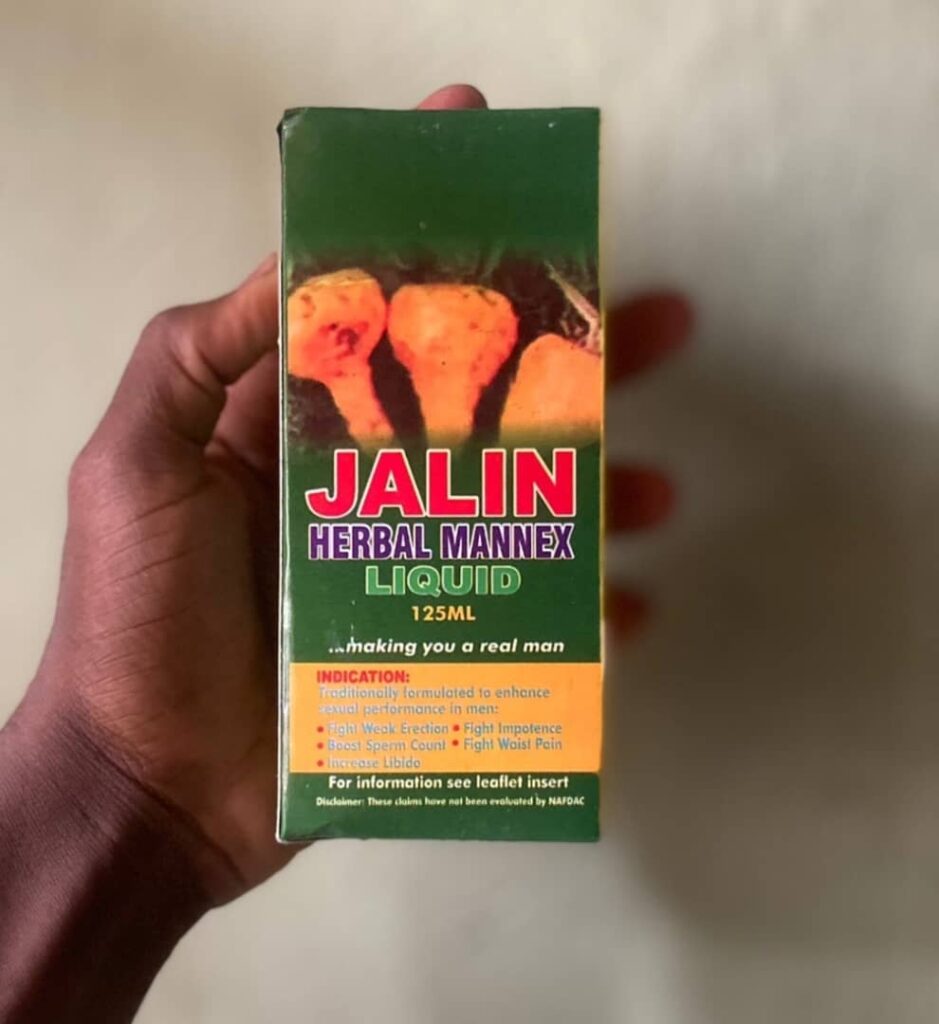 JALIN
HERBAL MANNEX
LIQUID
125ML
...making you a real man
INDICATION:
Traditionally formulated to enhance
sexual performance in men:
• Fight Weak Erection • Fight Impotence
• Boost Sperm Count • Fight Waist Pain
• Increase Libido
For information see leaflet insert
Disclaimer: These claims have not been evaluated by NAFDAC